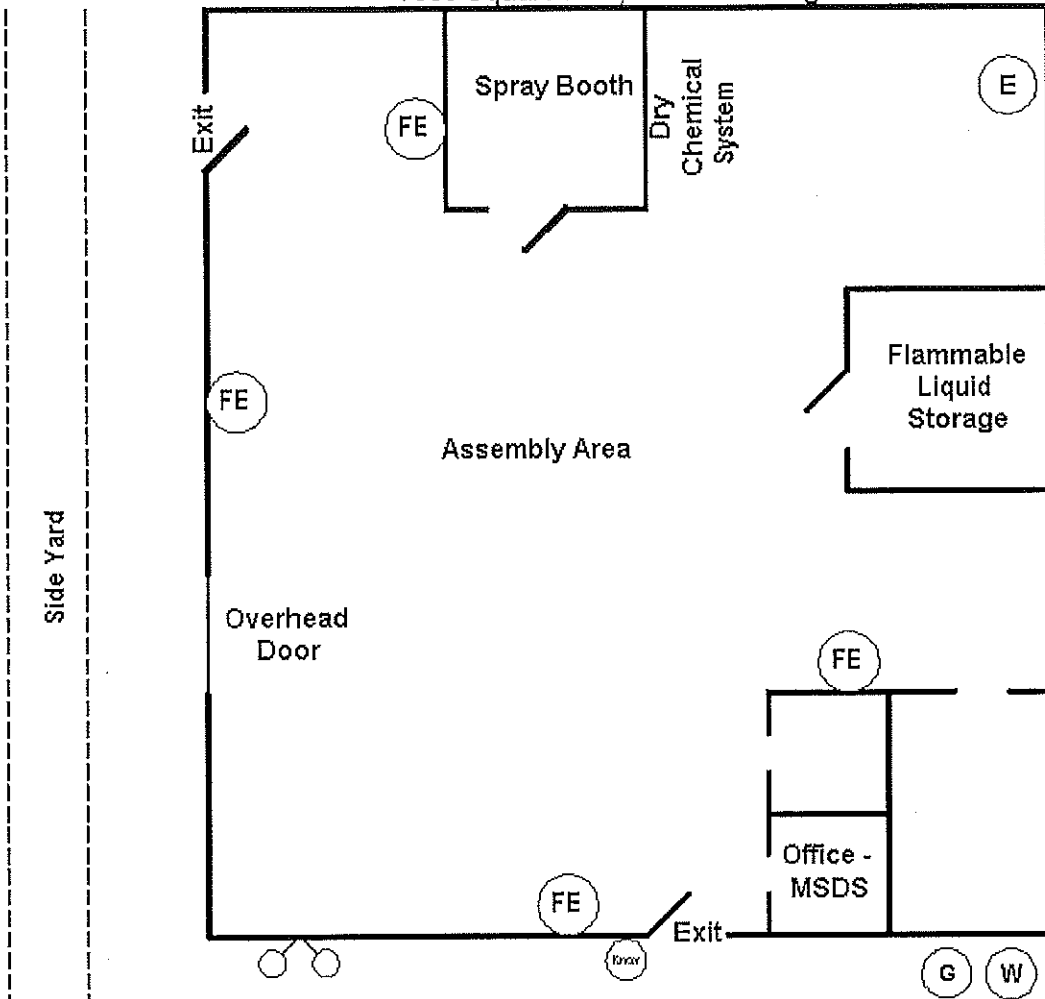 Spray Booth
Dry
Chemical
System
E
Exit
FE
Flammable
Liquid
Storage
FE
Assembly Area
Side Yard
Overhead
Door
FE
Office -
MSDS
FE
Exit
Knox
G
W